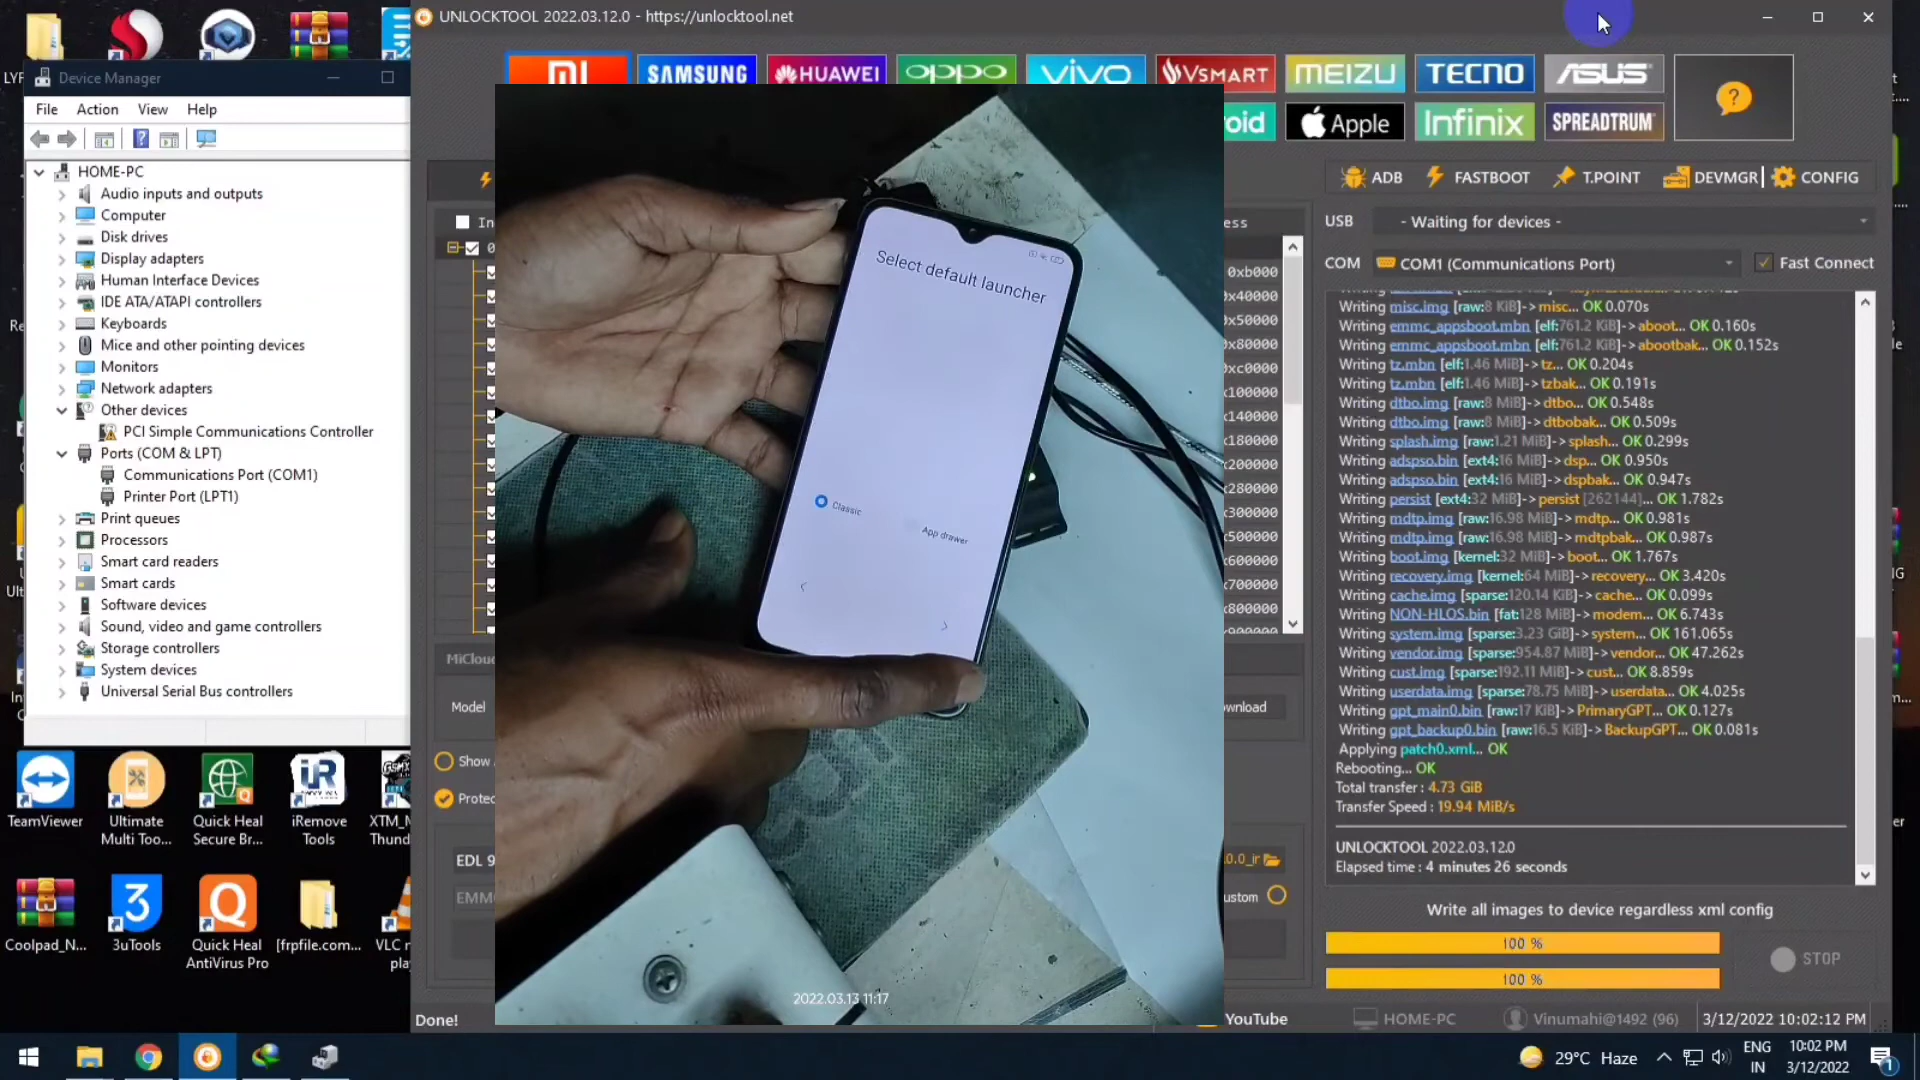 UNLOCKTOOL 2022.03.12.0 - https://unlocktool.net
Device Manager
File Action View Help
HOME-PC
Audio inputs and outputs
Computer
Disk drives
Display adapters
Human Interface Devices
IDE ATA/ATAPI controllers
Keyboards
Mice and other pointing devices
Monitors
Network adapters
Other devices
PCI Simple Communications Controller
Ports (COM & LPT)
Communications Port (COM1)
Printer Port (LPT1)
Print queues
Processors
Smart card readers
Smart cards
Software devices
Sound, video and game controllers
Storage controllers
System devices
Universal Serial Bus controllers
TeamViewer
Ultimate Multi Too...
Quick Heal Secure Br...
iRemove Tools
Coolpad_N...
3uTools
Quick Heal AntiVirus Pro
[frpfile.com...
SAMSUNG HUAWEI oppo vivo VSMART MEIZU TECNO ASUS
Apple Infinix SPREADTRUM
ADB FASTBOOT T.POINT DEVMGR CONFIG
USB - Waiting for devices -
COM COM1 (Communications Port) Fast Connect
Select default launcher
Classic
App drawer
2022.03.13 11:17
Model
Show
EDL 9
0xb000
0x40000
0x50000
0x80000
0xc0000
x100000
x140000
x180000
x200000
x280000
x300000
x500000
x600000
x700000
x800000
Writing misc.img [raw:8 KiB]->misc... OK 0.070s
Writing emmc_appsboot.mbn [elf:761.2 KiB]->aboot... OK 0.160s
Writing emmc_appsboot.mbn [elf:761.2 KiB]->abootbak... OK 0.152s
Writing tz.mbn [elf:1.46 MiB]->tz... OK 0.204s
Writing tz.mbn [elf:1.46 MiB]->tzbak... OK 0.191s
Writing dtbo.img [raw:8 MiB]->dtbo... OK 0.548s
Writing dtbo.img [raw:8 MiB]->dtbobak... OK 0.509s
Writing splash.img [raw:1.21 MiB]->splash... OK 0.299s
Writing adspso.bin [ext4:16 MiB]->dsp... OK 0.950s
Writing adspso.bin [ext4:16 MiB]->dspbak... OK 0.947s
Writing persist [ext4:32 MiB]->persist [262144]... OK 1.782s
Writing mdtp.img [raw:16.98 MiB]->mdtp... OK 0.981s
Writing mdtp.img [raw:16.98 MiB]->mdtpbak... OK 0.987s
Writing boot.img [kernel:32 MiB]->boot... OK 1.767s
Writing recovery.img [kernel:64 MiB]->recovery... OK 3.420s
Writing cache.img [sparse:120.14 KiB]->cache... OK 0.099s
Writing NON-HLOS.bin [fat:128 MiB]->modem... OK 6.743s
Writing system.img [sparse:3.23 GiB]->system... OK 161.065s
Writing vendor.img [sparse:954.87 MiB]->vendor... OK 47.262s
Writing cust.img [sparse:192.11 MiB]->cust... OK 8.859s
Writing userdata.img [sparse:78.75 MiB]->userdata... OK 4.025s
Writing gpt_main0.bin [raw:17 KiB]->PrimaryGPT... OK 0.127s
Writing gpt_backup0.bin [raw:16.5 KiB]->BackupGPT... OK 0.081s
Applying patch0.xml... OK
Rebooting... OK
Total transfer : 4.73 GiB
Transfer Speed : 19.94 MiB/s
UNLOCKTOOL 2022.03.12.0
Elapsed time : 4 minutes 26 seconds
Write all images to device regardless xml config
100 %
100 %
STOP
Done!
YouTube HOME-PC Vinumahi@1492 (96) 3/12/2022 10:02:12 PM
29°C Haze ENG IN 10:02 PM 3/12/2022